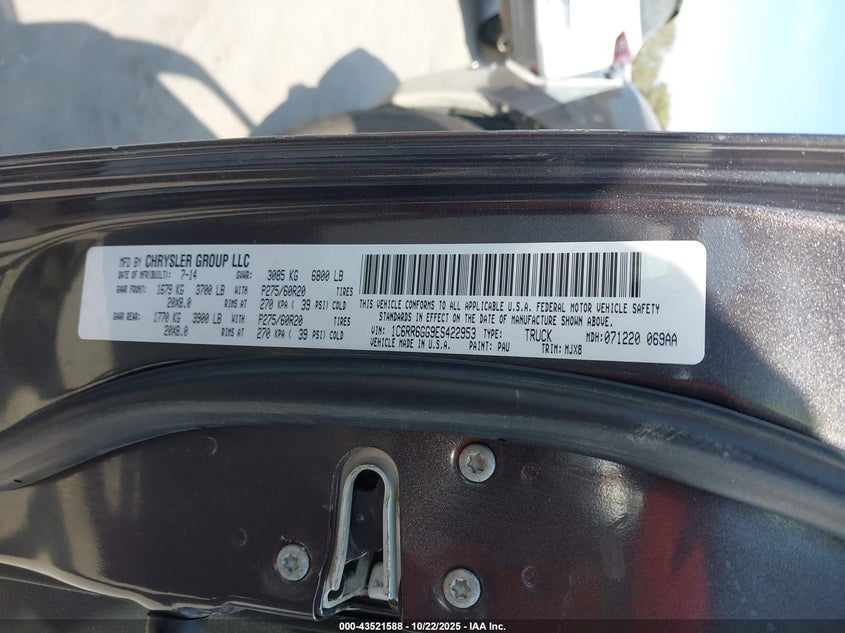 MFD BY CHRYSLER GROUP LLC
DATE OF MFR(BUILT): 7-14 GVWR: 3085 KG 6800 LB
GAWR FRONT: 1679 KG 3700 LB P275/60R20 TIRES
20X8.0 RIMS AT 270 KPA ( 39 PSI) COLD
GAWR REAR: 1770 KG 3900 LB P275/60R20 TIRES
20X8.0 RIMS AT 270 KPA ( 39 PSI) COLD
THIS VEHICLE CONFORMS TO ALL APPLICABLE U.S.A. FEDERAL MOTOR VEHICLE SAFETY
STANDARDS IN EFFECT ON THE DATE OF MANUFACTURE SHOWN ABOVE.
VIN: 1C6RR6GG9ES422953 TYPE: TRUCK MDH: 071220 069AA
VEHICLE MADE IN U.S.A. PAINT: PAU TRIM: MJX8
000-43521588 - 10/22/2025 - IAA Inc.